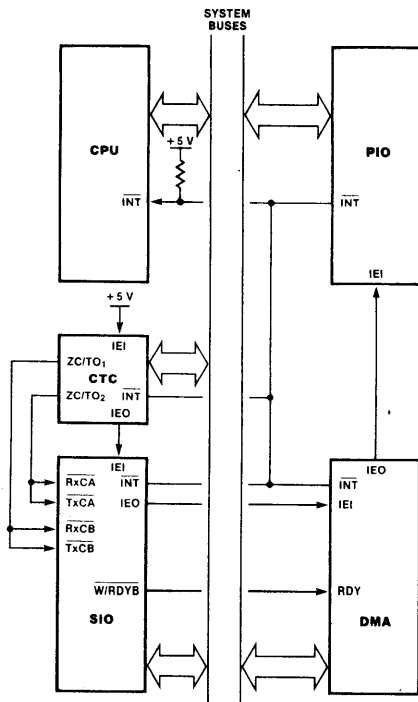 SYSTEM
BUSES
CPU
+5 V
INT
PIO
INT
IEI
+5 V
IEI
ZC/TO₁
CTC
ZC/TO₂
INT
IEO
IEI
RxCA
INT
TxCA
IEO
RxCB
TxCB
W/RDYB
SIO
IEO
INT
IEI
RDY
DMA